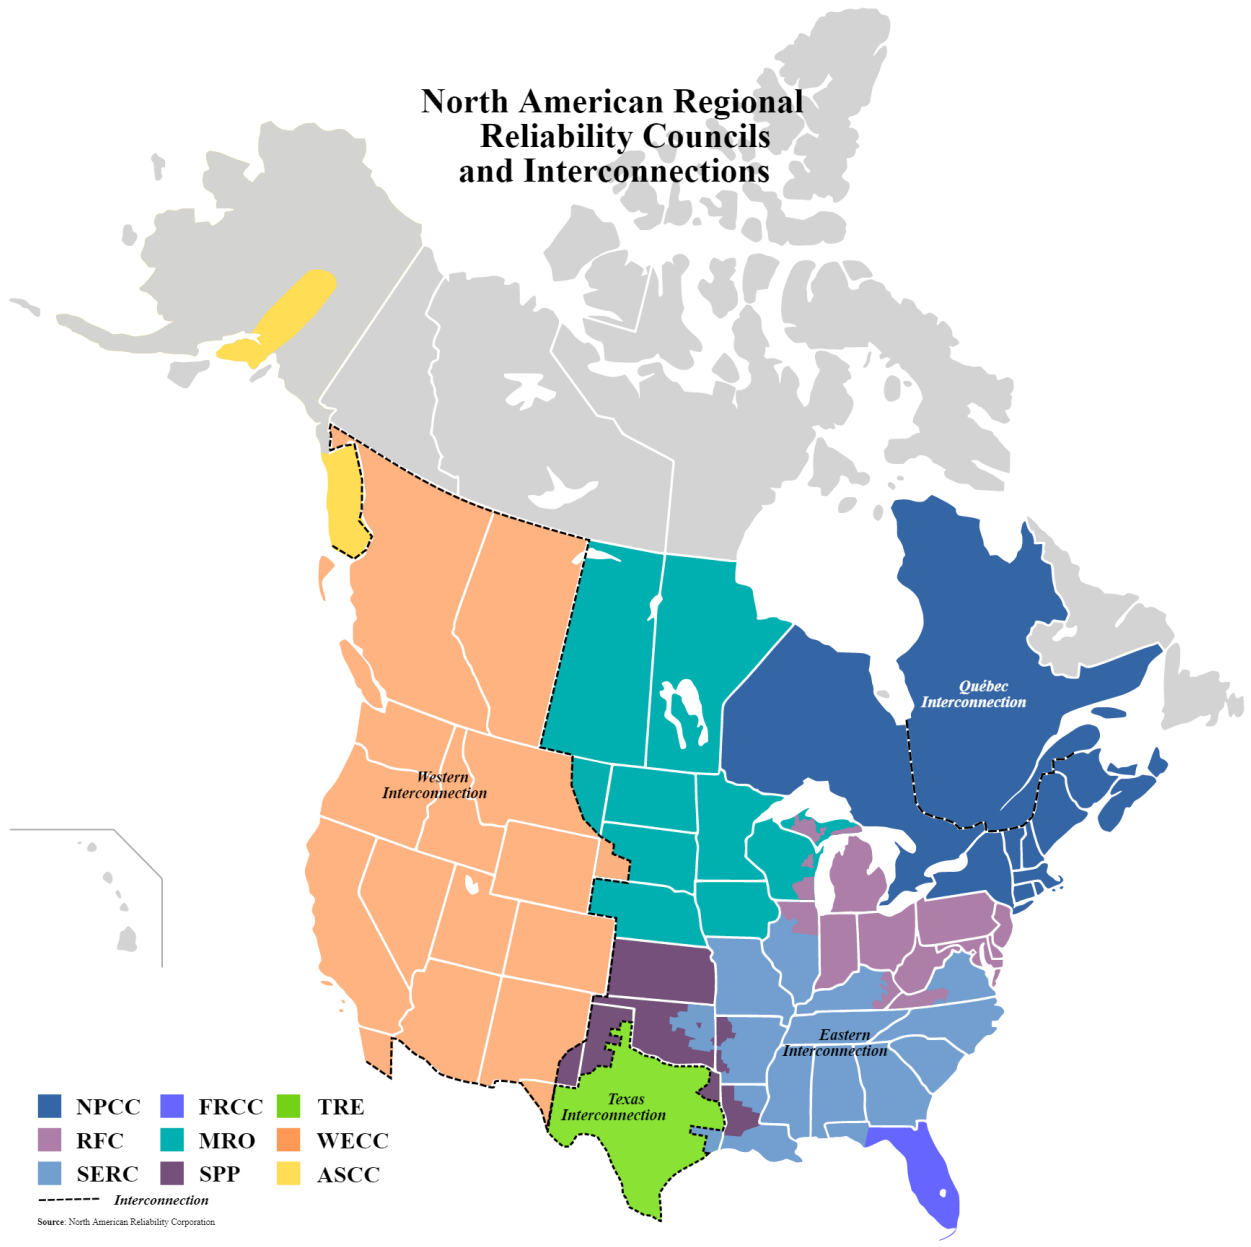 North American Regional
Reliability Councils
and Interconnections
Québec
Interconnection
Western
Interconnection
Eastern
Interconnection
Texas
Interconnection
NPCC
FRCC
TRE
RFC
MRO
WECC
SERC
SPP
ASCC
Interconnection
Source: North American Reliability Corporation